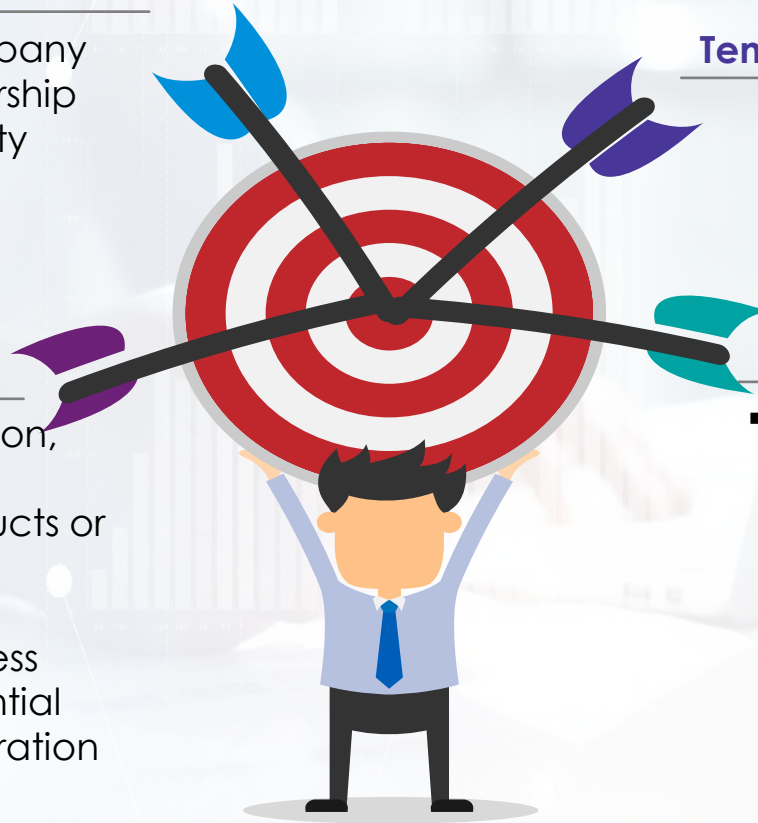 pany
rship
ty
Ten
on,
ucts or
ess
ntial
ration